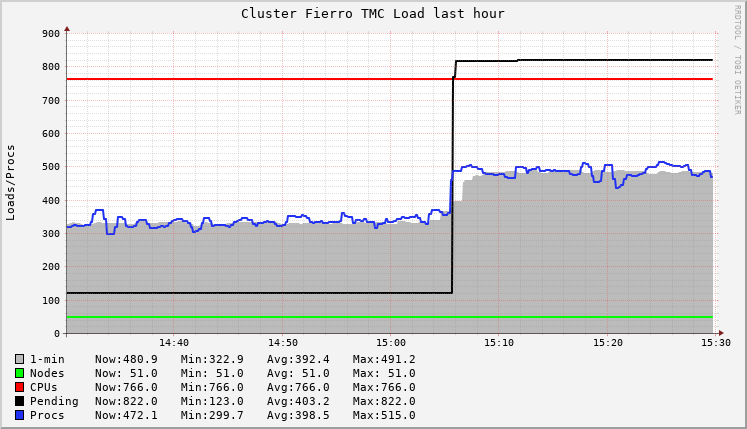 Cluster Fierro TMC Load last hour
RRDTOOL / TOBI OETIKER
Loads/Procs
900
800
700
600
500
400
300
200
100
0
14:40 14:50 15:00 15:10 15:20 15:30
1-min Now:480.9 Min:322.9 Avg:392.4 Max:491.2
Nodes Now: 51.0 Min: 51.0 Avg: 51.0 Max: 51.0
CPUs Now:766.0 Min:766.0 Avg:766.0 Max:766.0
Pending Now:822.0 Min:123.0 Avg:403.2 Max:822.0
Procs Now:472.1 Min:299.7 Avg:398.5 Max:515.0